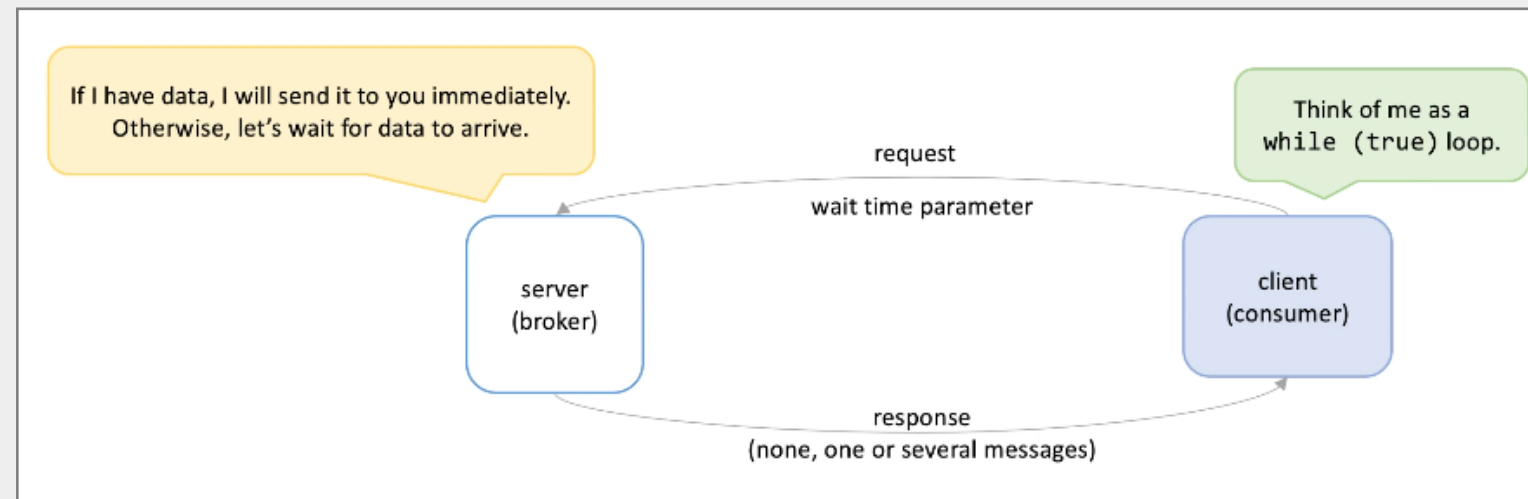 If I have data, I will send it to you immediately.
Otherwise, let’s wait for data to arrive.
Think of me as a
while (true) loop.
request
wait time parameter
server
(broker)
client
(consumer)
response
(none, one or several messages)